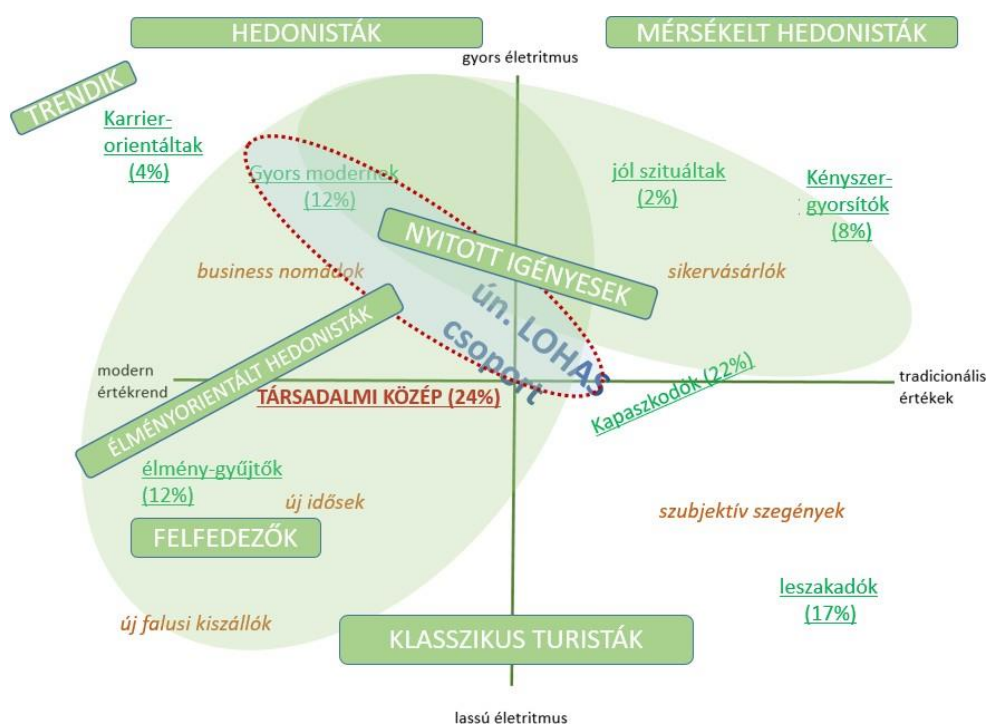 HEDONISTÁK
MÉRSÉKELT HEDONISTÁK
gyors életritmus
TRENDIK
Karrier-
orientáltak
(4%)
Gyors modernek
(12%)
jól szituáltak
(2%)
Kényszer-
gyorsítók
(8%)
NYITOTT IGÉNYESEK
business nomádok
sikervásárlók
ún. LOHAS
csoport
ÉLMÉNYORIENTÁLT HEDONISTÁK
modern
értékrend
tradicionális
értékek
TÁRSADALMI KÖZÉP (24%)
Kapaszkodók (22%)
élmény-gyűjtők
(12%)
új idősek
szubjektív szegények
FELFEDEZŐK
leszakadók
(17%)
új falusi kiszállók
KLASSZIKUS TURISTÁK
lassú életritmus